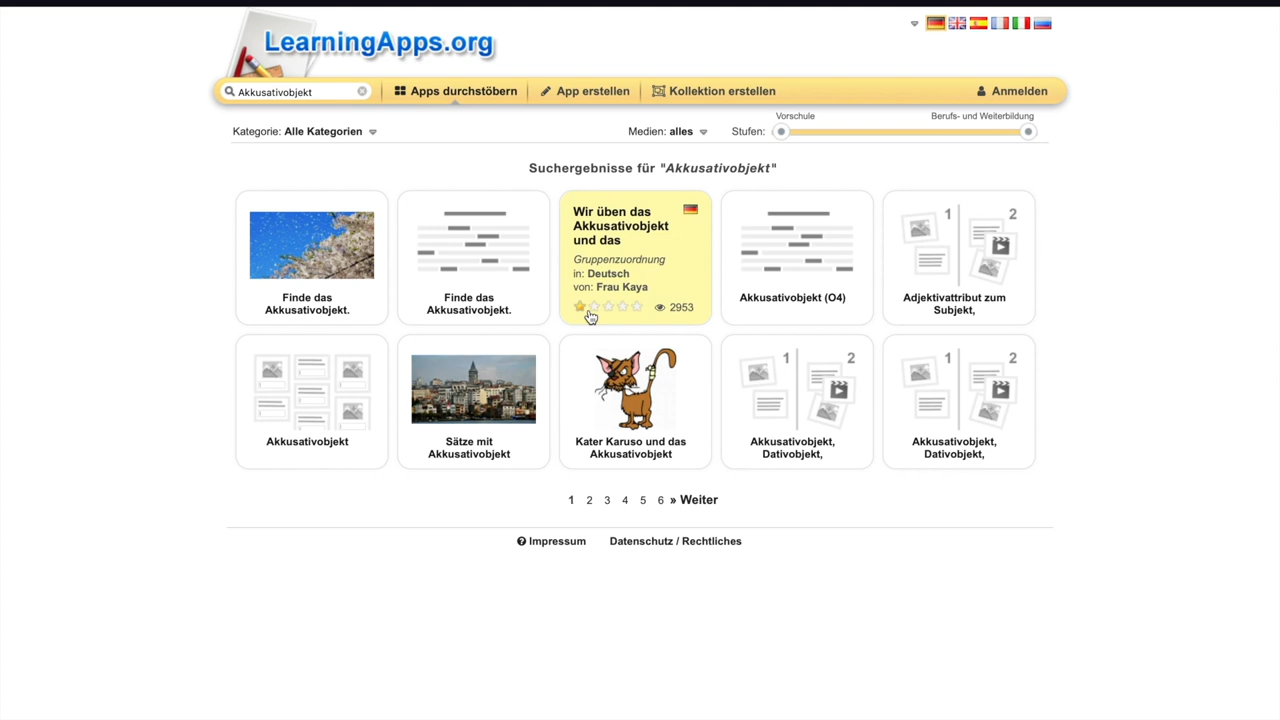 LearningApps.org
Akkusativobjekt
Apps durchstöbern
App erstellen
Kollektion erstellen
Anmelden
Kategorie: Alle Kategorien
Medien: alles
Stufen:
Vorschule
Berufs- und Weiterbildung
Suchergebnisse für "Akkusativobjekt"
Finde das
Akkusativobjekt.
Finde das
Akkusativobjekt.
Wir üben das
Akkusativobjekt
und das
Gruppenzuordnung
in: Deutsch
von: Frau Kaya
2953
Akkusativobjekt (O4)
1
2
Adjektivattribut zum
Subjekt,
Akkusativobjekt
Sätze mit
Akkusativobjekt
Kater Karuso und das
Akkusativobjekt
1
2
Akkusativobjekt,
Dativobjekt,
1
2
Akkusativobjekt,
Dativobjekt,
1 2 3 4 5 6 » Weiter
Impressum
Datenschutz / Rechtliches